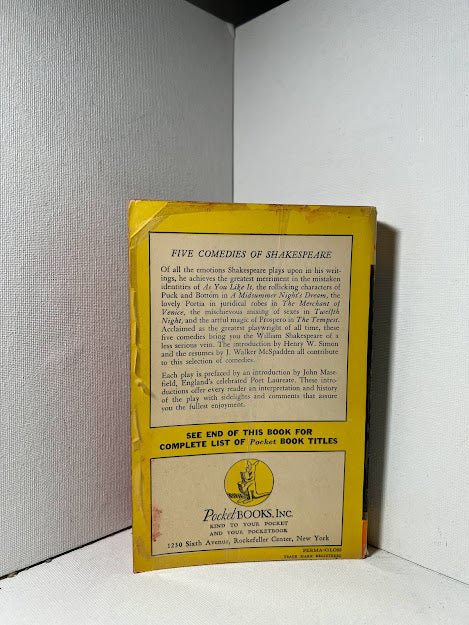 FIVE COMEDIES OF SHAKESPEARE
Of all the emotions Shakespeare plays upon in his writ-
ings, he achieves the greatest merriment in the mistaken
identities of As You Like It, the rollicking characters of
Puck and Bottom in A Midsummer Night's Dream, the
lovely Portia in juridical robes in The Merchant of
Venice, the mischievous mixing of sexes in Twelfth
Night, and the artful magic of Prospero in The Tempest.
Acclaimed as the greatest playwright of all time, these
five comedies bring you the William Shakespeare of a
less serious vein. The introduction by Henry W. Simon
and the resumes by J. Walker McSpadden all contribute
to this selection of comedies.
Each play is prefaced by an introduction by John Mase-
field, England's celebrated Poet Laureate. These intro-
ductions offer every reader an interpretation and history
of the play with sidelights and comments that assure
you the fullest enjoyment.
SEE END OF THIS BOOK FOR
COMPLETE LIST OF Pocket BOOK TITLES
Pocket BOOKS, INC.
KIND TO YOUR POCKET
AND YOUR POCKETBOOK
1230 Sixth Avenue, Rockefeller Center, New York
PERMA-GLOSS
TRADE MARK REGISTERED